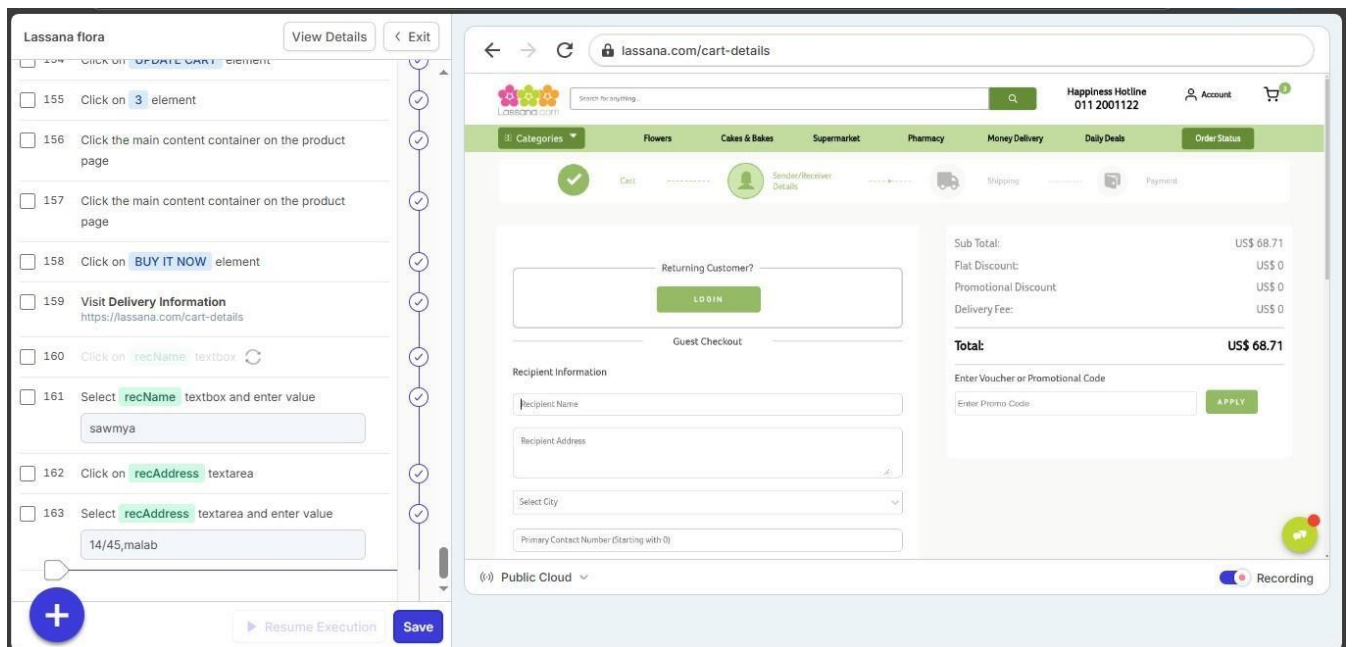 Lassana flora
View Details
Exit
154 Click on UPDATE CART element
155 Click on 3 element
156 Click the main content container on the product
page
157 Click the main content container on the product
page
158 Click on BUY IT NOW element
159 Visit Delivery Information
https://lassana.com/cart-details
160 Click on recName textbox
161 Select recName textbox and enter value
sawmya
162 Click on recAddress textarea
163 Select recAddress textarea and enter value
14/45,malab
Resume Execution
Save
lassana.com/cart-details
Lassana.com
Search for anything...
Happiness Hotline
011 2001122
Account
3
Categories
Flowers
Cakes & Bakes
Supermarket
Pharmacy
Money Delivery
Daily Deals
Order Status
Cart
Sender/Receiver
Details
Shipping
Payment
Returning Customer?
LOGIN
Guest Checkout
Recipient Information
Recipient Name
Recipient Address
Select City
Primary Contact Number (Starting with 0)
Sub Total: US$ 68.71
Flat Discount: US$ 0
Promotional Discount US$ 0
Delivery Fee: US$ 0
Total: US$ 68.71
Enter Voucher or Promotional Code
Enter Promo Code
APPLY
Public Cloud
Recording